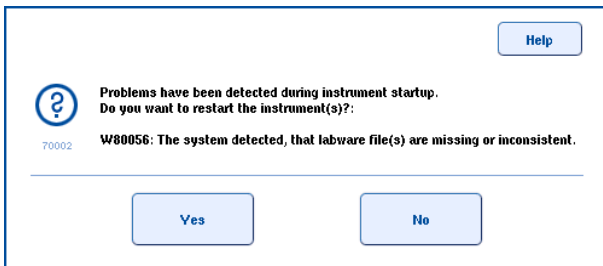 Help
Problems have been detected during instrument startup.
Do you want to restart the instrument(s)?:
70002
W80056: The system detected, that labware file(s) are missing or inconsistent.
Yes
No